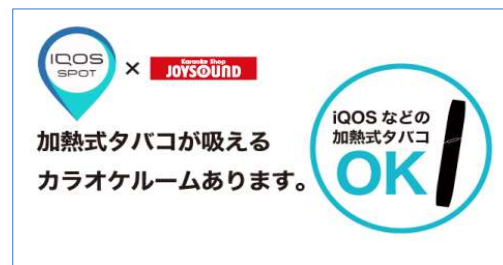 IQOS
SPOT
×
Karaoke Shop
JOYSOUND
加熱式タバコが吸える
カラオケルームあります。
iQOS などの
加熱式タバコ
OK